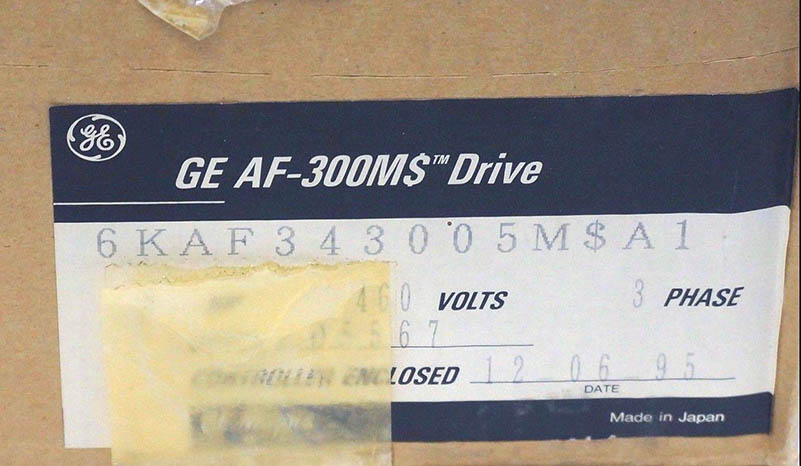 GE
GE AF-300M$™ Drive
6KAF343005M$A1
460 VOLTS 3 PHASE
05567
CONTROLLER ENCLOSED 12 06 95
DATE
Made in Japan